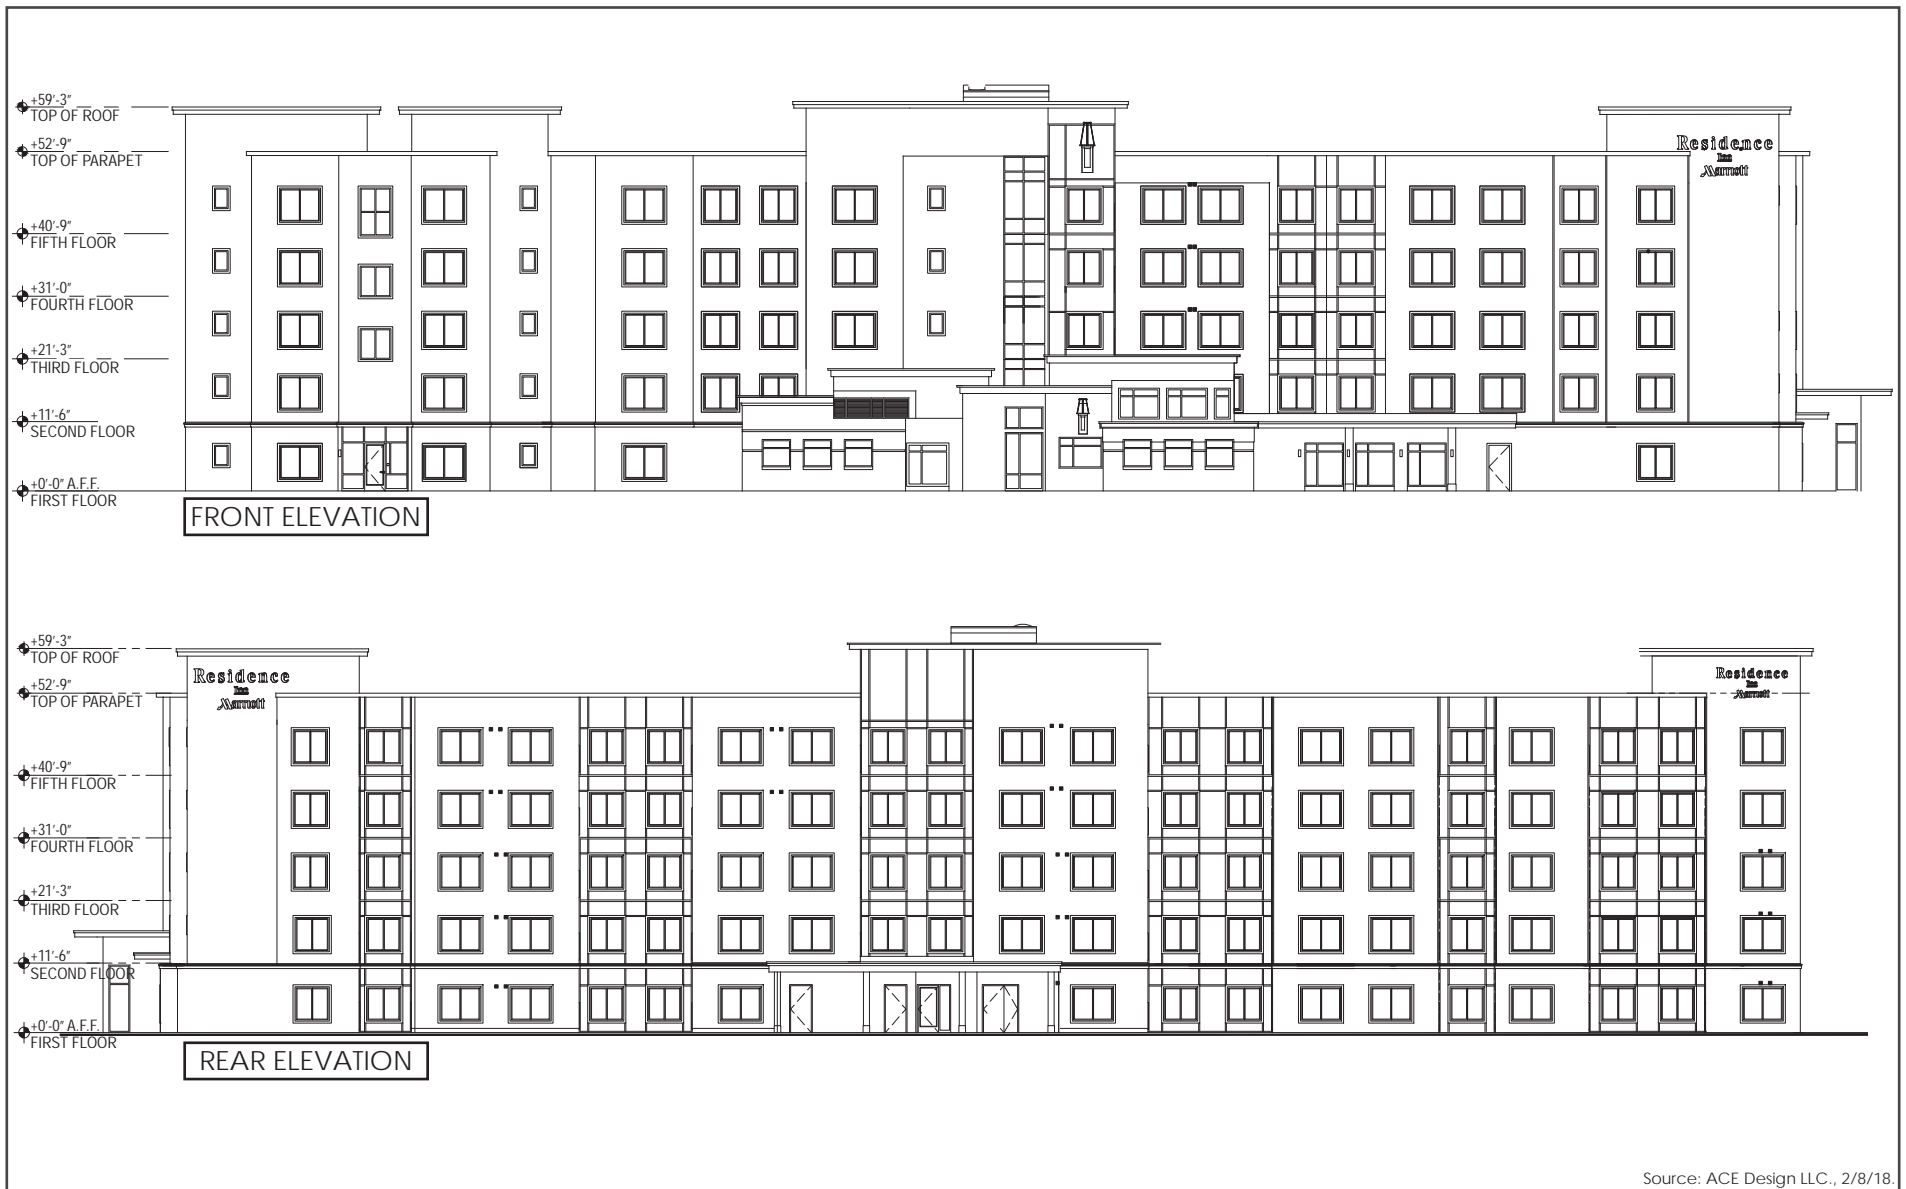 +59'-3"
TOP OF ROOF
+52'-9"
TOP OF PARAPET
+40'-9"
FIFTH FLOOR
+31'-0"
FOURTH FLOOR
+21'-3"
THIRD FLOOR
+11'-6"
SECOND FLOOR
+0'-0" A.F.F.
FIRST FLOOR
Residence
Inn
Marriott
FRONT ELEVATION
+59'-3"
TOP OF ROOF
+52'-9"
TOP OF PARAPET
+40'-9"
FIFTH FLOOR
+31'-0"
FOURTH FLOOR
+21'-3"
THIRD FLOOR
+11'-6"
SECOND FLOOR
+0'-0" A.F.F.
FIRST FLOOR
Residence
Inn
Marriott
Residence
Inn
Marriott
REAR ELEVATION
Source: ACE Design LLC., 2/8/18.